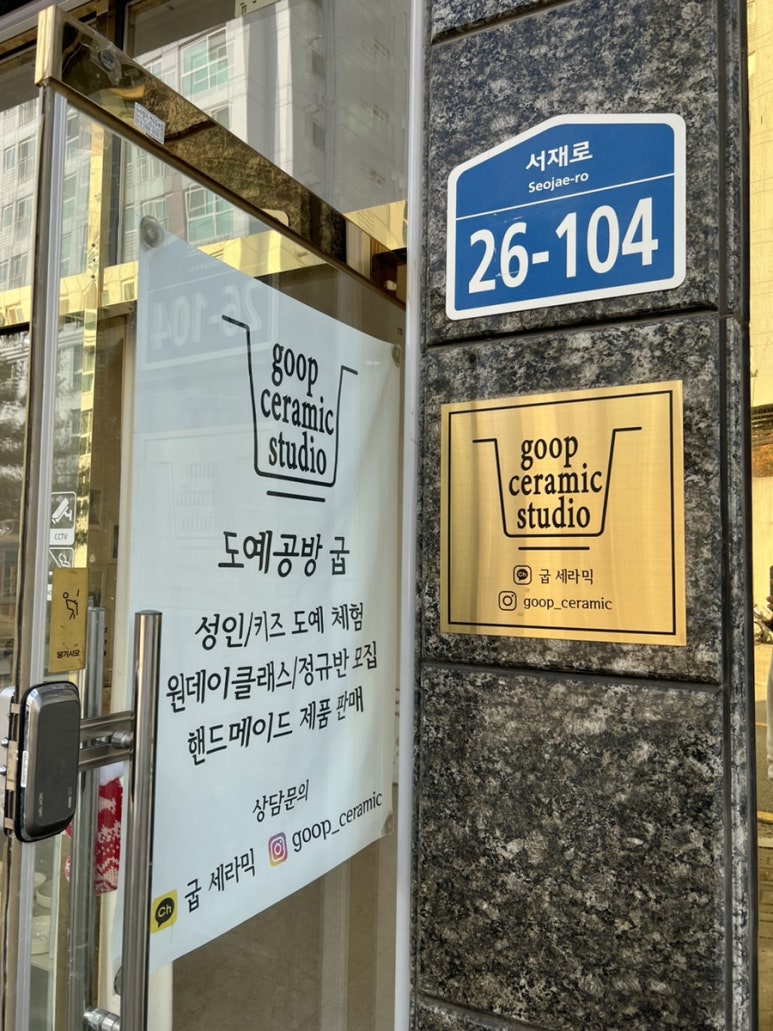 서재로
Seojae-ro
26-104
goop
ceramic
studio
도예공방 굽
성인/키즈 도예 체험
원데이클래스/정규반 모집
핸드메이드 제품 판매
상담문의
Ch 굽 세라믹
goop_ceramic
goop
ceramic
studio
Ch 굽 세라믹
goop_ceramic
CCTV
당기시오